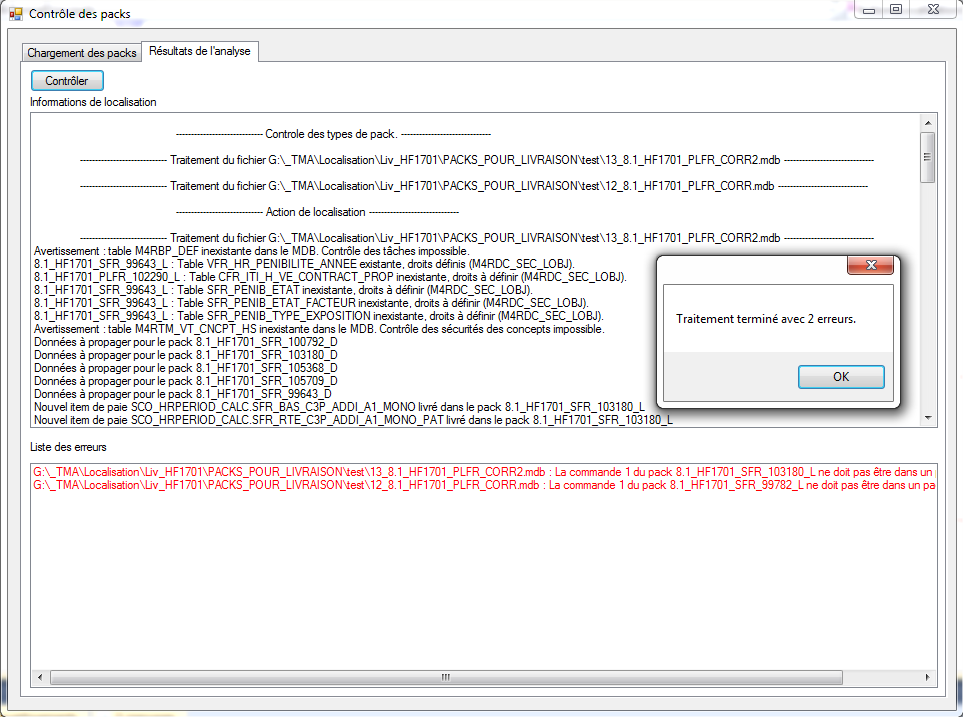 Contrôle des packs
Chargement des packs
Résultats de l'analyse
Contrôler
Informations de localisation
---------------------------- Controle des types de pack. -----------------------------
---------------------------- Traitement du fichier G:\_TMA\Localisation\Liv_HF1701\PACKS_POUR_LIVRAISON\test\13_8.1_HF1701_PLFR_CORR2.mdb -----------------------------
---------------------------- Traitement du fichier G:\_TMA\Localisation\Liv_HF1701\PACKS_POUR_LIVRAISON\test\12_8.1_HF1701_PLFR_CORR.mdb -----------------------------
---------------------------- Action de localisation -----------------------------
---------------------------- Traitement du fichier G:\_TMA\Localisation\Liv_HF1701\PACKS_POUR_LIVRAISON\test\13_8.1_HF1701_PLFR_CORR2.mdb -----------------------------
Avertissement : table M4RBP_DEF inexistante dans le MDB. Contrôle des tâches impossible.
8.1_HF1701_SFR_99643_L : Table VFR_HR_PENIBILITE_ANNEE existante, droits définis (M4RDC_SEC_LOBJ).
8.1_HF1701_PLFR_102290_L : Table CFR_ITI_H_VE_CONTRACT_PROP inexistante, droits à définir (M4RDC_SEC_LOBJ).
8.1_HF1701_SFR_99643_L : Table SFR_PENIB_ETAT inexistante, droits à définir (M4RDC_SEC_LOBJ).
8.1_HF1701_SFR_99643_L : Table SFR_PENIB_ETAT_FACTEUR inexistante, droits à définir (M4RDC_SEC_LOBJ).
8.1_HF1701_SFR_99643_L : Table SFR_PENIB_TYPE_EXPOSITION inexistante, droits à définir (M4RDC_SEC_LOBJ).
Avertissement : table M4RTM_VT_CNCPT_HS inexistante dans le MDB. Contrôle des sécurités des concepts impossible.
Données à propager pour le pack 8.1_HF1701_SFR_100792_D
Données à propager pour le pack 8.1_HF1701_SFR_103180_D
Données à propager pour le pack 8.1_HF1701_SFR_105368_D
Données à propager pour le pack 8.1_HF1701_SFR_105709_D
Données à propager pour le pack 8.1_HF1701_SFR_99643_D
Nouvel item de paie SCO_HRPERIOD_CALC.SFR_BAS_C3P_ADDI_A1_MONO livré dans le pack 8.1_HF1701_SFR_103180_L
Nouvel item de paie SCO_HRPERIOD_CALC.SFR_RTE_C3P_ADDI_A1_MONO_PAT livré dans le pack 8.1_HF1701_SFR_103180_L
Traitement terminé avec 2 erreurs.
OK
Liste des erreurs
G:\_TMA\Localisation\Liv_HF1701\PACKS_POUR_LIVRAISON\test\13_8.1_HF1701_PLFR_CORR2.mdb : La commande 1 du pack 8.1_HF1701_SFR_103180_L ne doit pas être dans un
G:\_TMA\Localisation\Liv_HF1701\PACKS_POUR_LIVRAISON\test\12_8.1_HF1701_PLFR_CORR.mdb : La commande 1 du pack 8.1_HF1701_SFR_99782_L ne doit pas être dans un pa